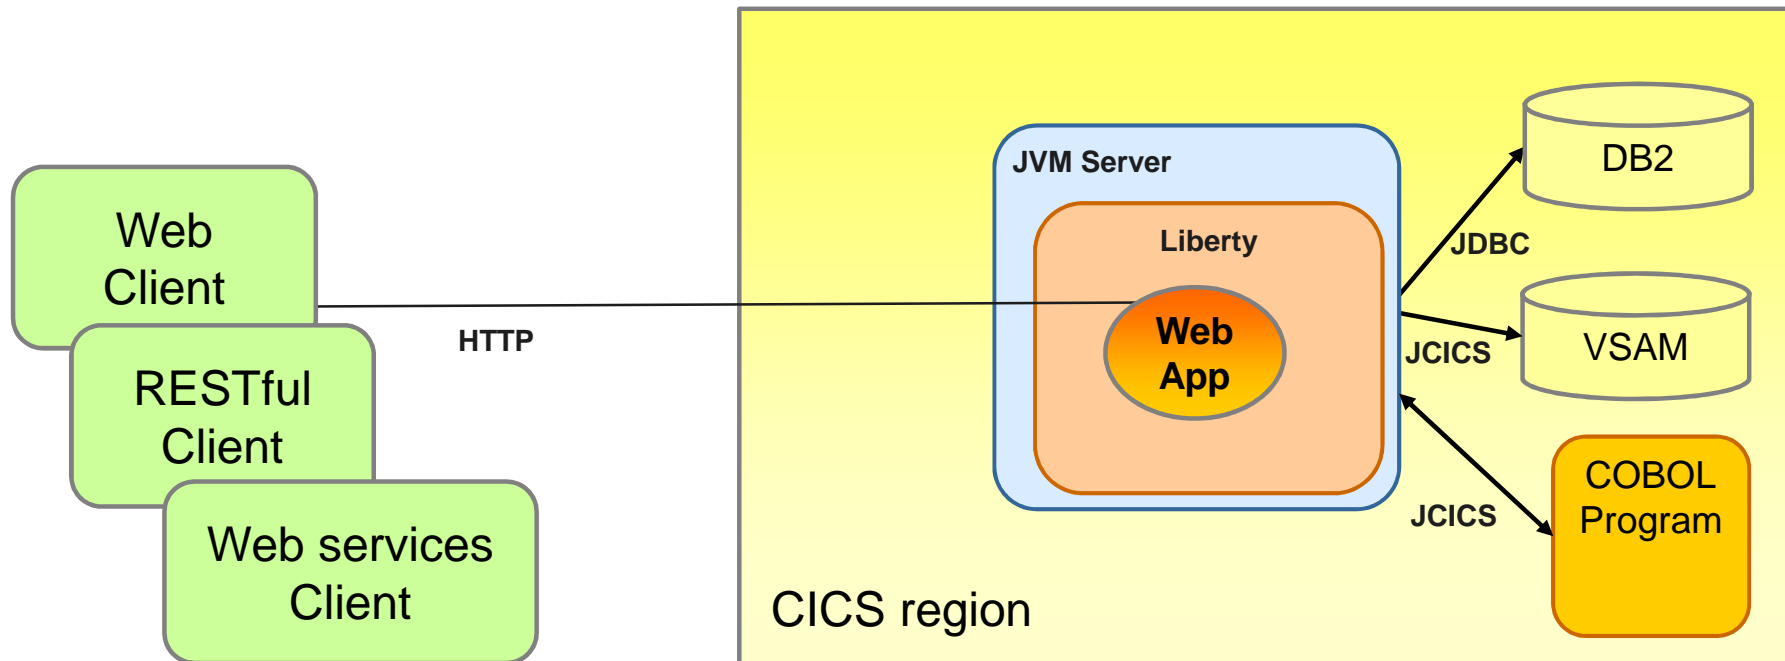 Web
Client
RESTful
Client
Web services
Client
HTTP
CICS region
JVM Server
Liberty
Web
App
JDBC
JCICS
JCICS
DB2
VSAM
COBOL
Program